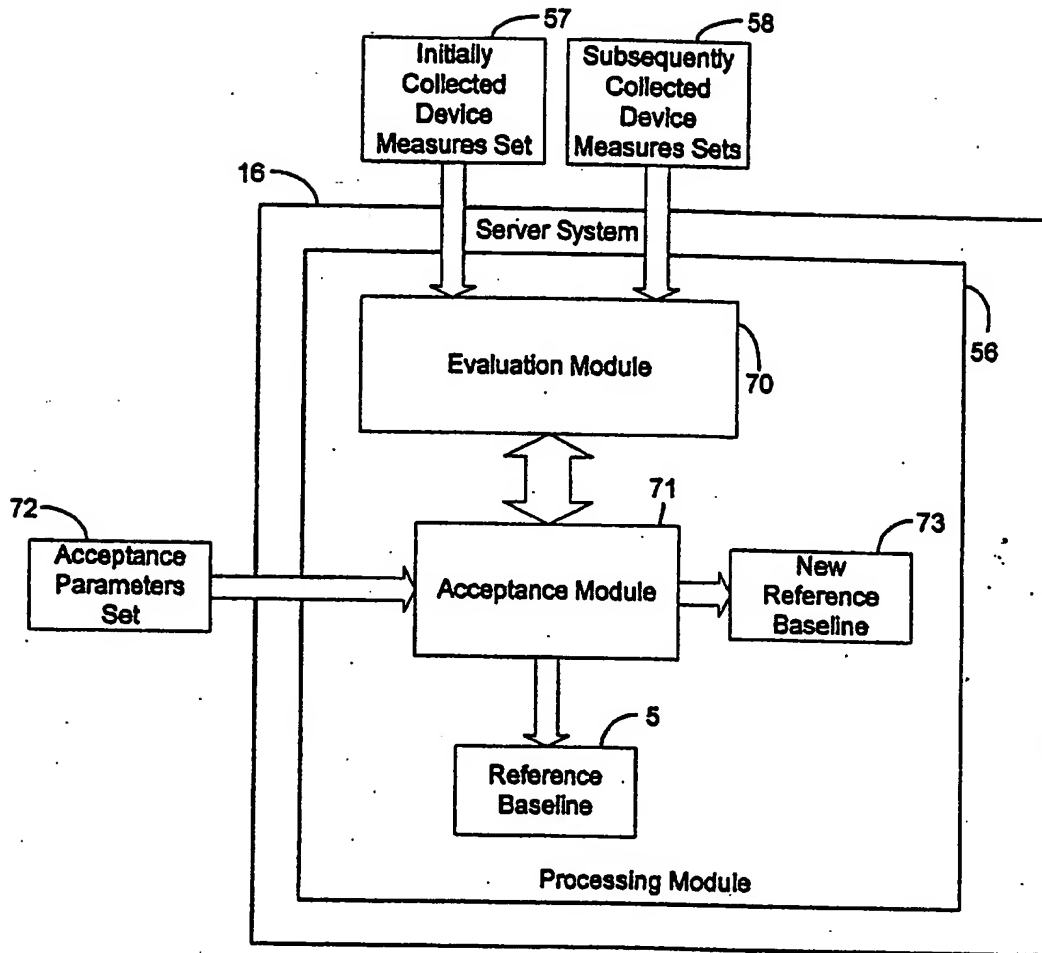 57
58
Initially
Collected
Device
Measures Set
Subsequently
Collected
Device
Measures Sets
16
Server System
56
Evaluation Module
70
72
71
73
Acceptance
Parameters
Set
Acceptance Module
New
Reference
Baseline
5
Reference
Baseline
Processing Module